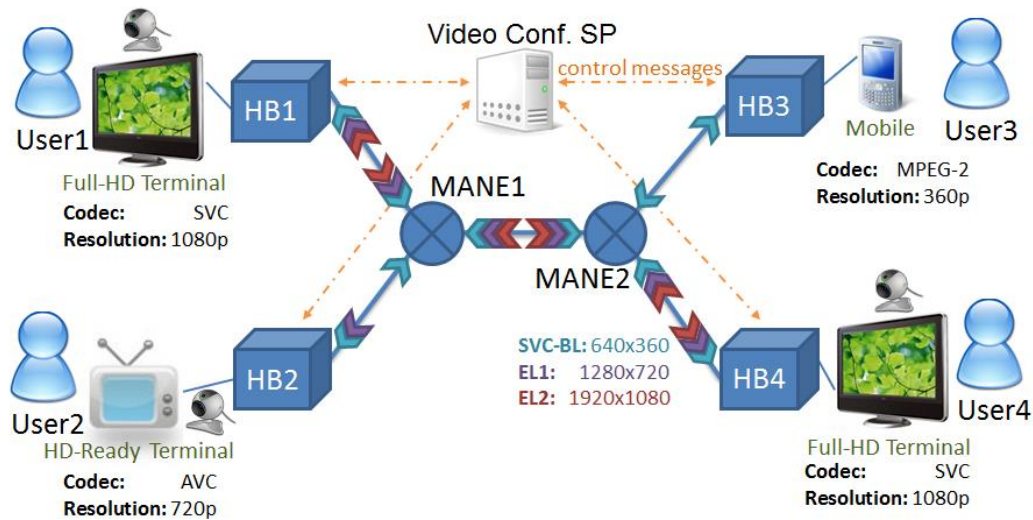 Video Conf. SP
control messages
HB1
HB3
User1
Mobile
User3
Full-HD Terminal
Codec: SVC
Resolution: 1080p
MANE1
Codec: MPEG-2
Resolution: 360p
MANE2
SVC-BL: 640x360
EL1: 1280x720
EL2: 1920x1080
HB2
HB4
User2
User4
HD-Ready Terminal
Codec: AVC
Resolution: 720p
Full-HD Terminal
Codec: SVC
Resolution: 1080p